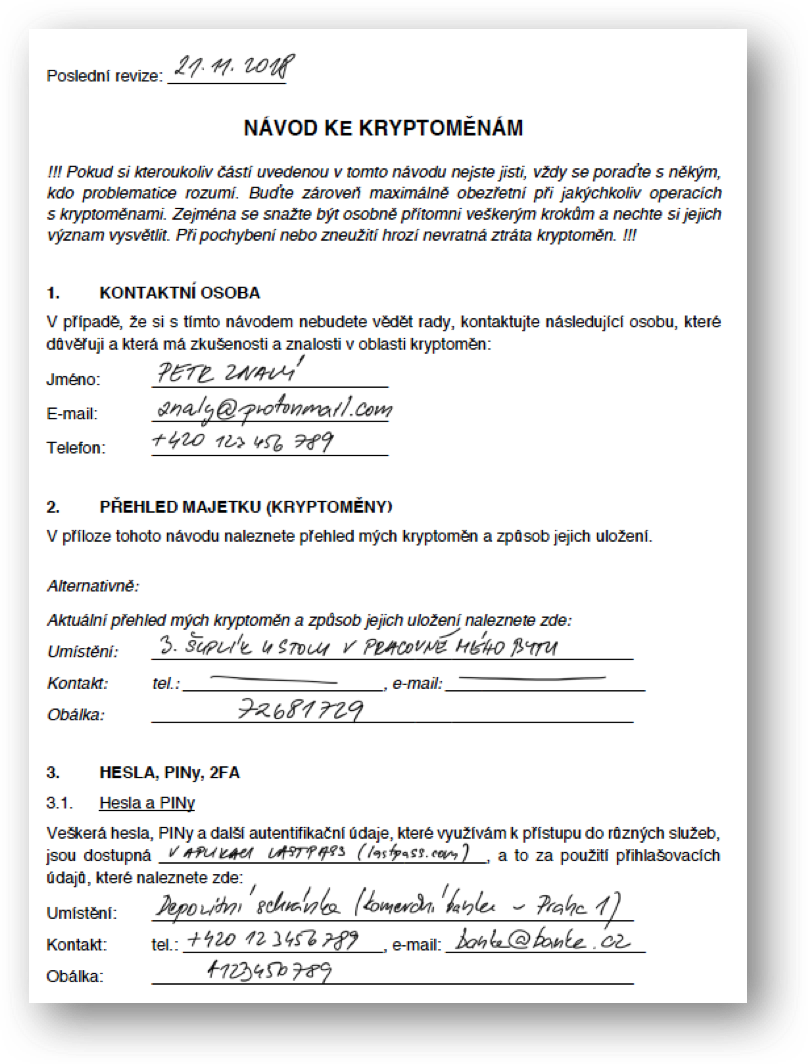 Poslední revize: 21.11.2018
NÁVOD KE KRYPTOMĚNÁM
!!! Pokud si kteroukoliv částí uvedenou v tomto návodu nejste jisti, vždy se poraďte s někým,
kdo problematice rozumí. Buďte zároveň maximálně obezřetní při jakýchkoliv operacích
s kryptoměnami. Zejména se snažte být osobně přítomni veškerým krokům a nechte si jejich
význam vysvětlit. Při pochybení nebo zneužití hrozí nevratná ztráta kryptoměn. !!!
1. KONTAKTNÍ OSOBA
V případě, že si s tímto návodem nebudete vědět rady, kontaktujte následující osobu, které
důvěřuji a která má zkušenosti a znalosti v oblasti kryptoměn:
Jméno: PETR ZNALÝ
E-mail: znaly@protonmail.com
Telefon: +420 123 456 789
2. PŘEHLED MAJETKU (KRYPTOMĚNY)
V příloze tohoto návodu naleznete přehled mých kryptoměn a způsob jejich uložení.
Alternativně:
Aktuální přehled mých kryptoměn a způsob jejich uložení naleznete zde:
Umístění: 3. ŠUPLÍK U STOLU V PRACOVNĚ MÉHO BYTU
Kontakt: tel.: , e-mail:
Obálka: 72681729
3. HESLA, PINy, 2FA
3.1. Hesla a PINy
Veškerá hesla, PINy a další autentifikační údaje, které využívám k přístupu do různých služeb,
jsou dostupná V APLIKACI LASTPASS (lastpass.com), a to za použití přihlašovacích
údajů, které naleznete zde:
Umístění: Depozitní schránka (Komerční banka – Praha 1)
Kontakt: tel.: +420 123456789, e-mail: banka@banka.cz
Obálka: 123456789